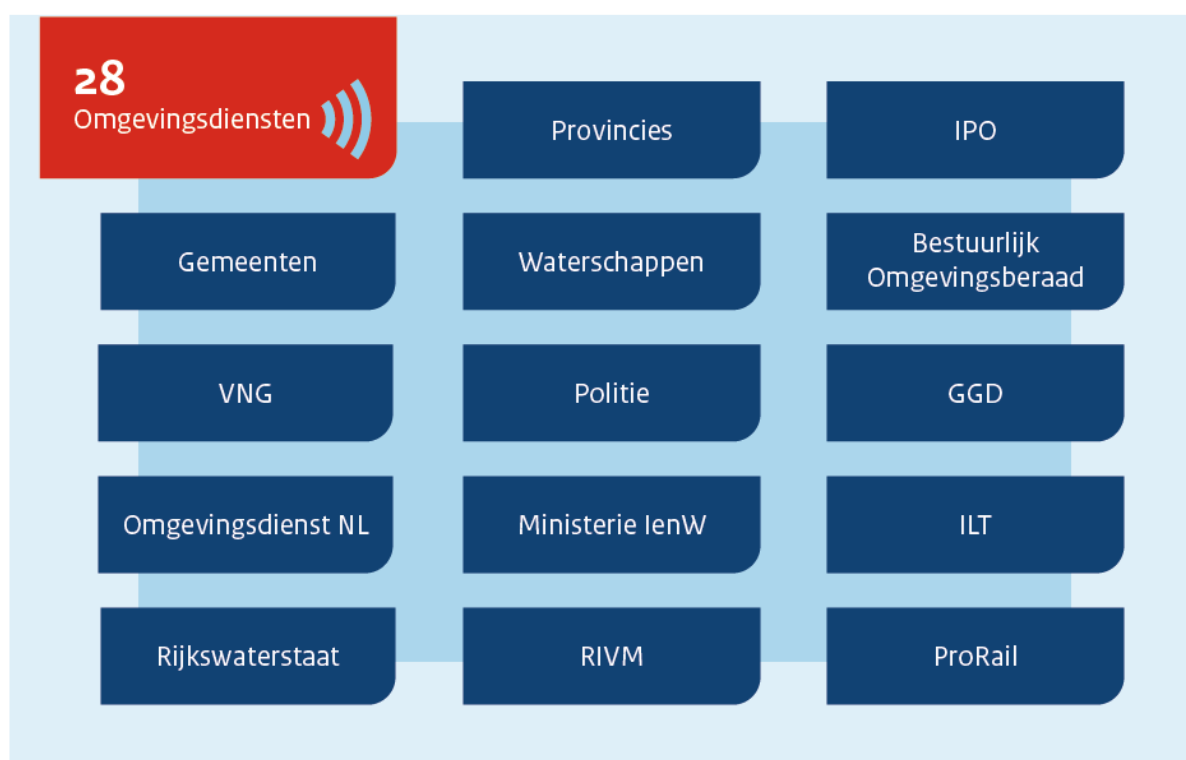 28
Omgevingsdiensten
Provincies
IPO
Gemeenten
Waterschappen
Bestuurlijk
Omgevingsberaad
VNG
Politie
GGD
Omgevingsdienst NL
Ministerie IenW
ILT
Rijkswaterstaat
RIVM
ProRail